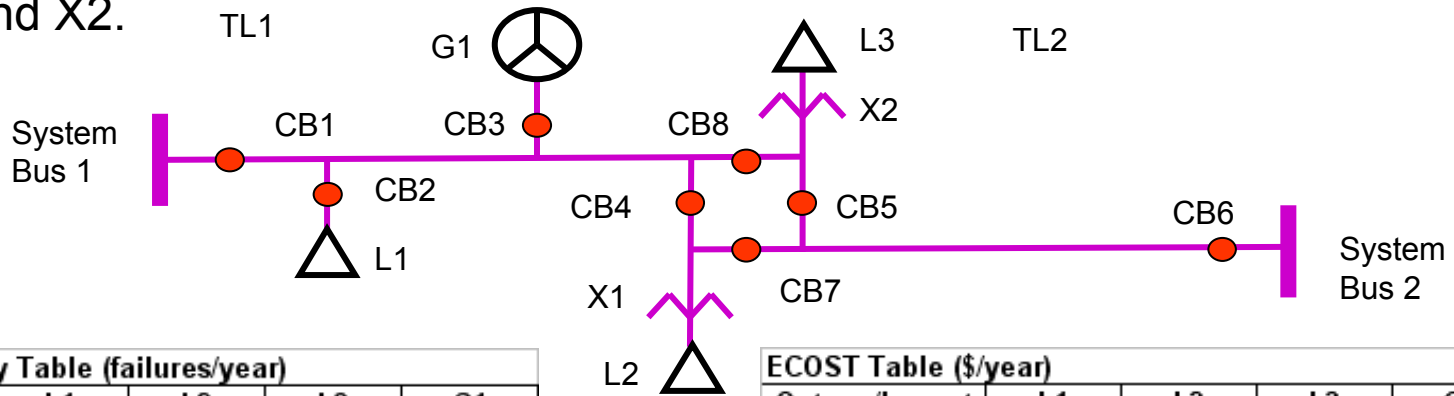 nd X2.
TL1
G1
L3
TL2
X2
System
Bus 1
CB1
CB3
CB8
CB2
CB4
CB5
CB6
L1
System
Bus 2
X1
CB7
L2
y Table (failures/year)
ECOST Table ($/year)